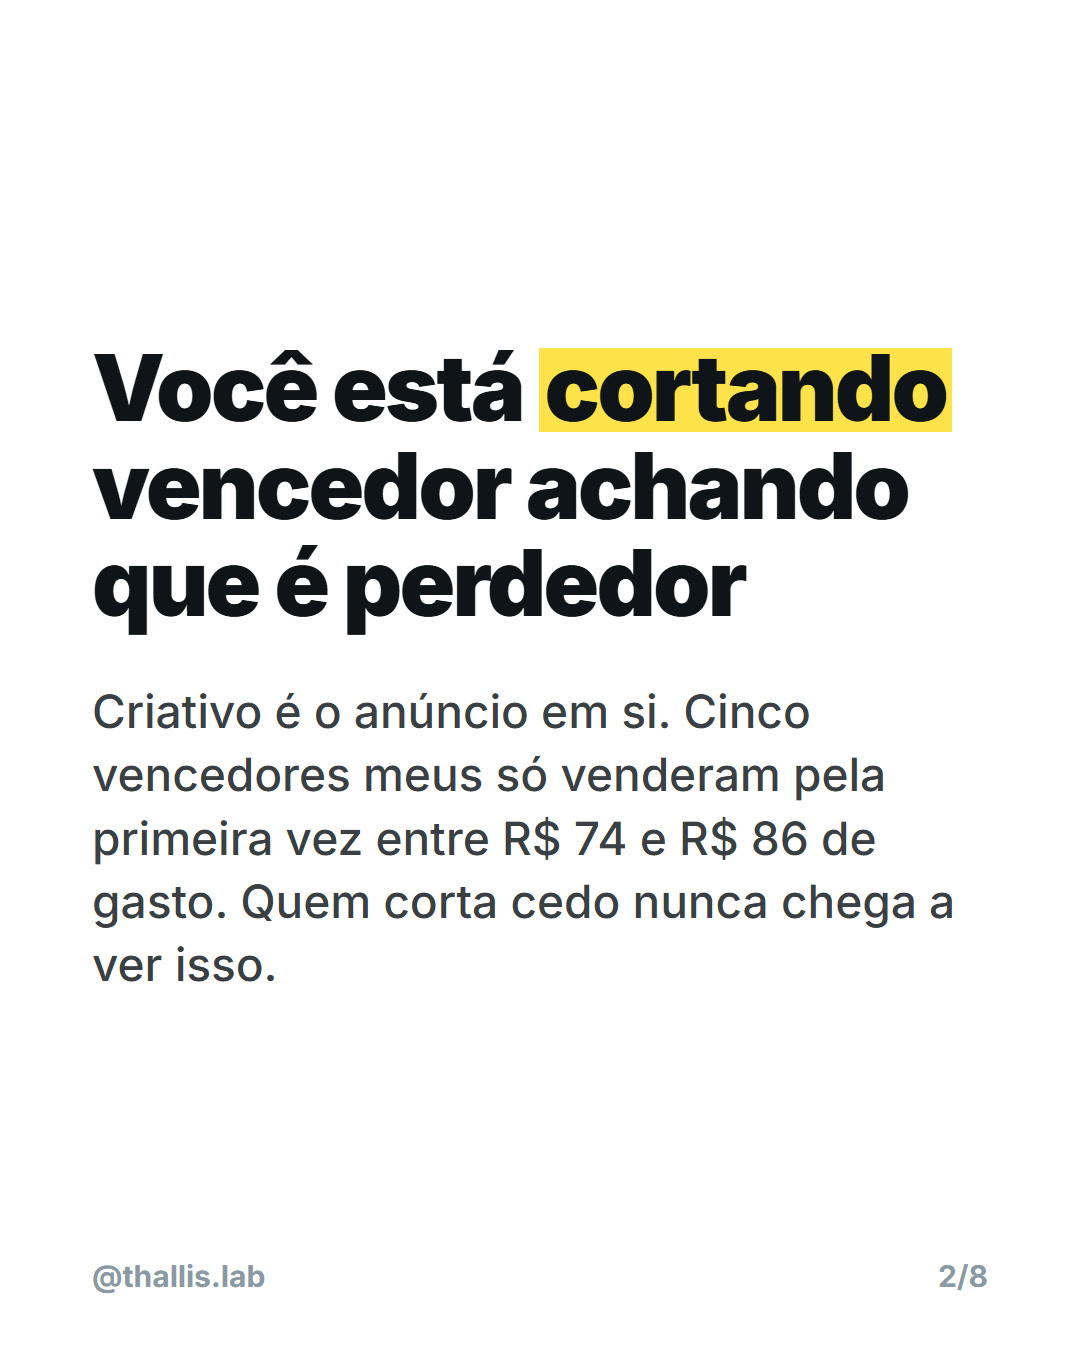 Você está cortando
vencedor achando
que é perdedor
Criativo é o anúncio em si. Cinco
vencedores meus só venderam pela
primeira vez entre R$ 74 e R$ 86 de
gasto. Quem corta cedo nunca chega a
ver isso.
@thallis.lab
2/8